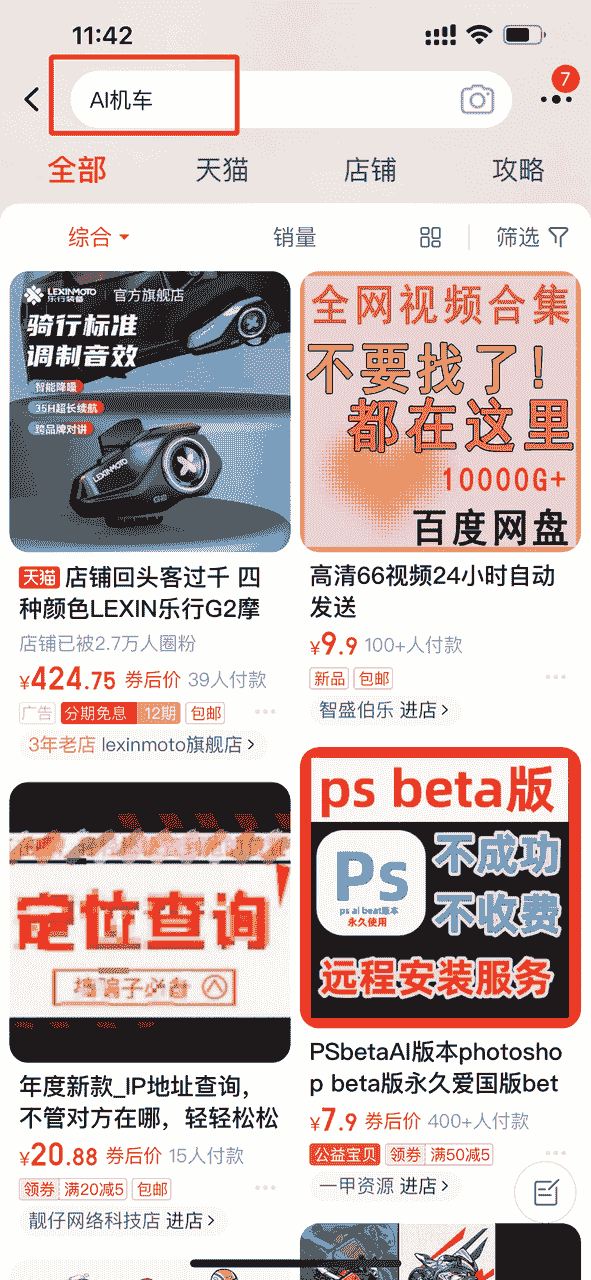 11:42
AI机车
7
全部
天猫
店铺
攻略
综合
销量
筛选
LEXINMOTO
乐行装备
官方旗舰店
骑行标准
调制音效
智能降噪
35H超长续航
跨品牌对讲
LEXINMOTO
G2
天猫 店铺回头客过千 四
种颜色LEXIN乐行G2摩
店铺已被2.7万人圈粉
¥424.75 券后价 39人付款
广告 分期免息 12期 包邮
3年老店 lexinmoto旗舰店
全网视频合集
不要找了!
都在这里
10000G+
百度网盘
高清66视频24小时自动
发送
¥9.9 100+人付款
新品 包邮
智盛伯乐 进店
定位查询
年度新款_IP地址查询,
不管对方在哪，轻轻松松
¥20.88 券后价 15人付款
领券 满20减5 包邮
靓仔网络科技店 进店
ps beta版
Ps
ps ai beat版本
永久使用
不成功
不收费
远程安装服务
PSbetaAI版本photosho
p beta版永久爱国版bet
¥7.9 券后价 400+人付款
公益宝贝 领券 满50减5
一甲资源 进店